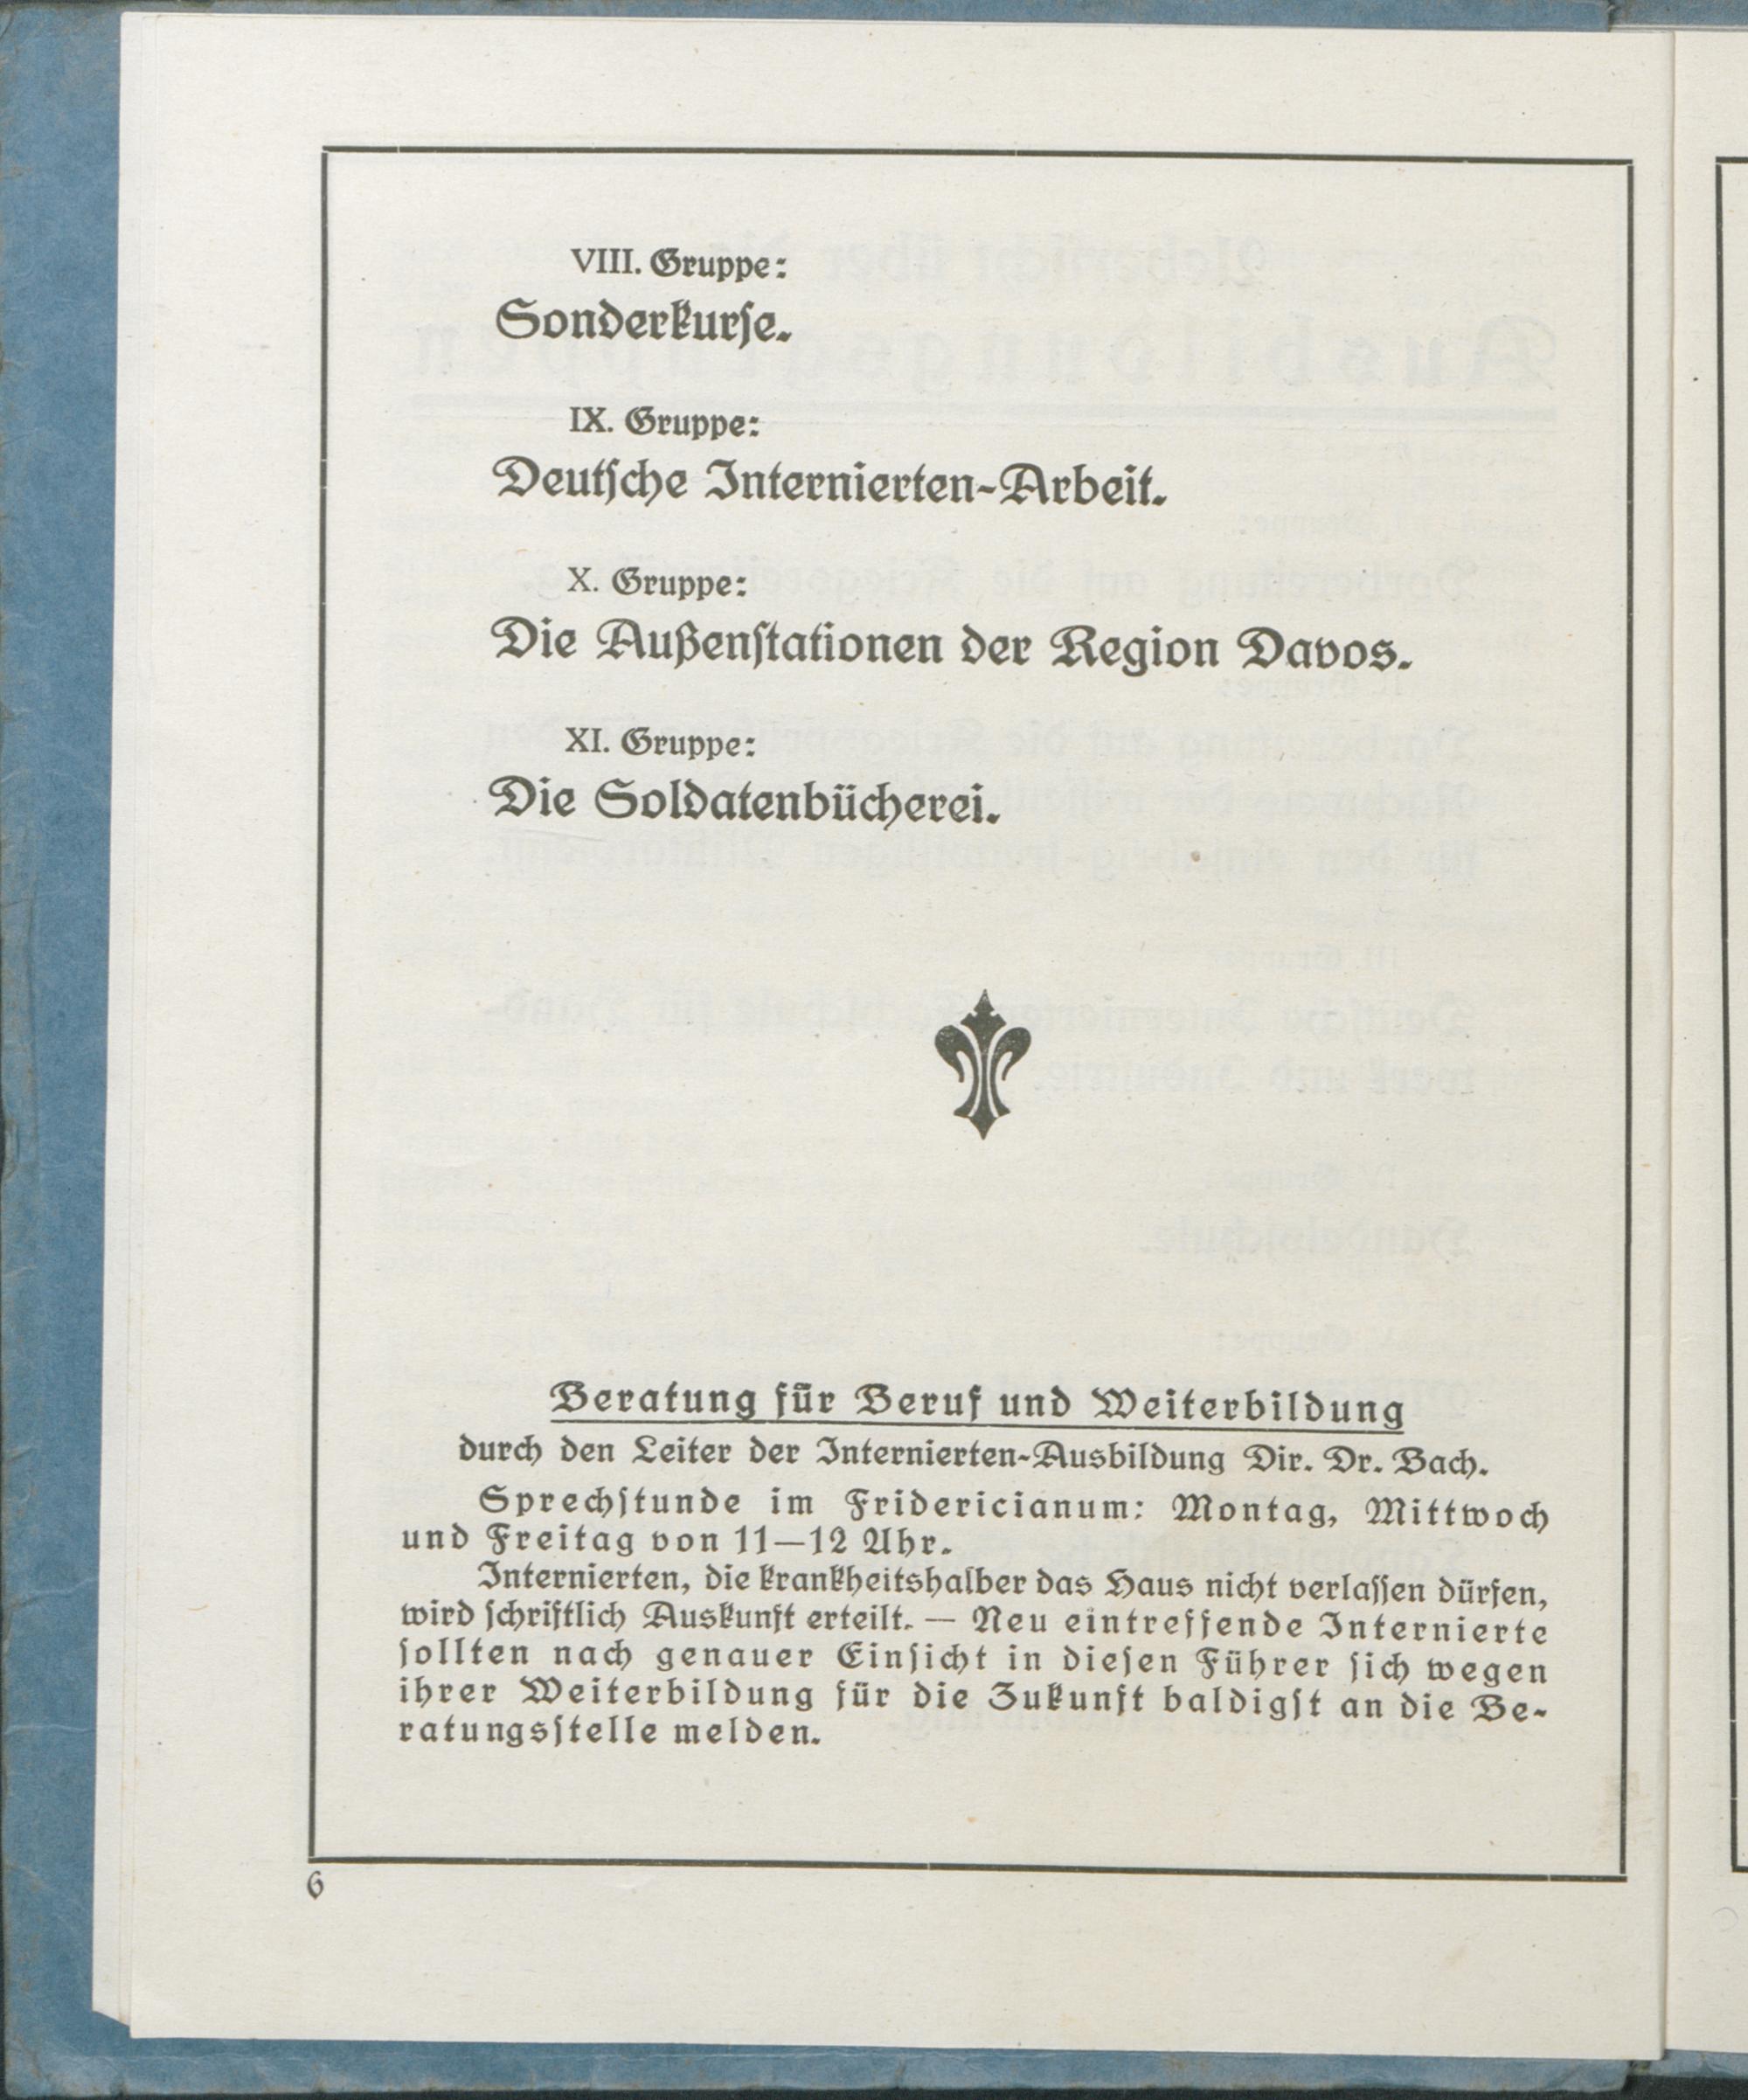 VIII. Gruppe:
Sonderkurse.
IX. Gruppe:
Deutsche Internierten-Arbeit.
X. Gruppe:
Die Außenstationen der Region Davos.
XI. Gruppe:
Die Soldatenbücherei.
Beratung für Beruf und Weiterbildung
durch den Leiter der Internierten-Ausbildung Dir. Dr. Bach.
Sprechstunde im Fridericianum: Montag, Mittwoch
und Freitag von 11—12 Uhr.
Internierten, die krankheitshalber das Haus nicht verlassen dürfen,
wird schriftlich Auskunft erteilt. — Neu eintreffende Internierte
sollten nach genauer Einsicht in diesen Führer sich wegen
ihrer Weiterbildung für die Zukunft baldigst an die Be-
ratungsstelle melden.
6